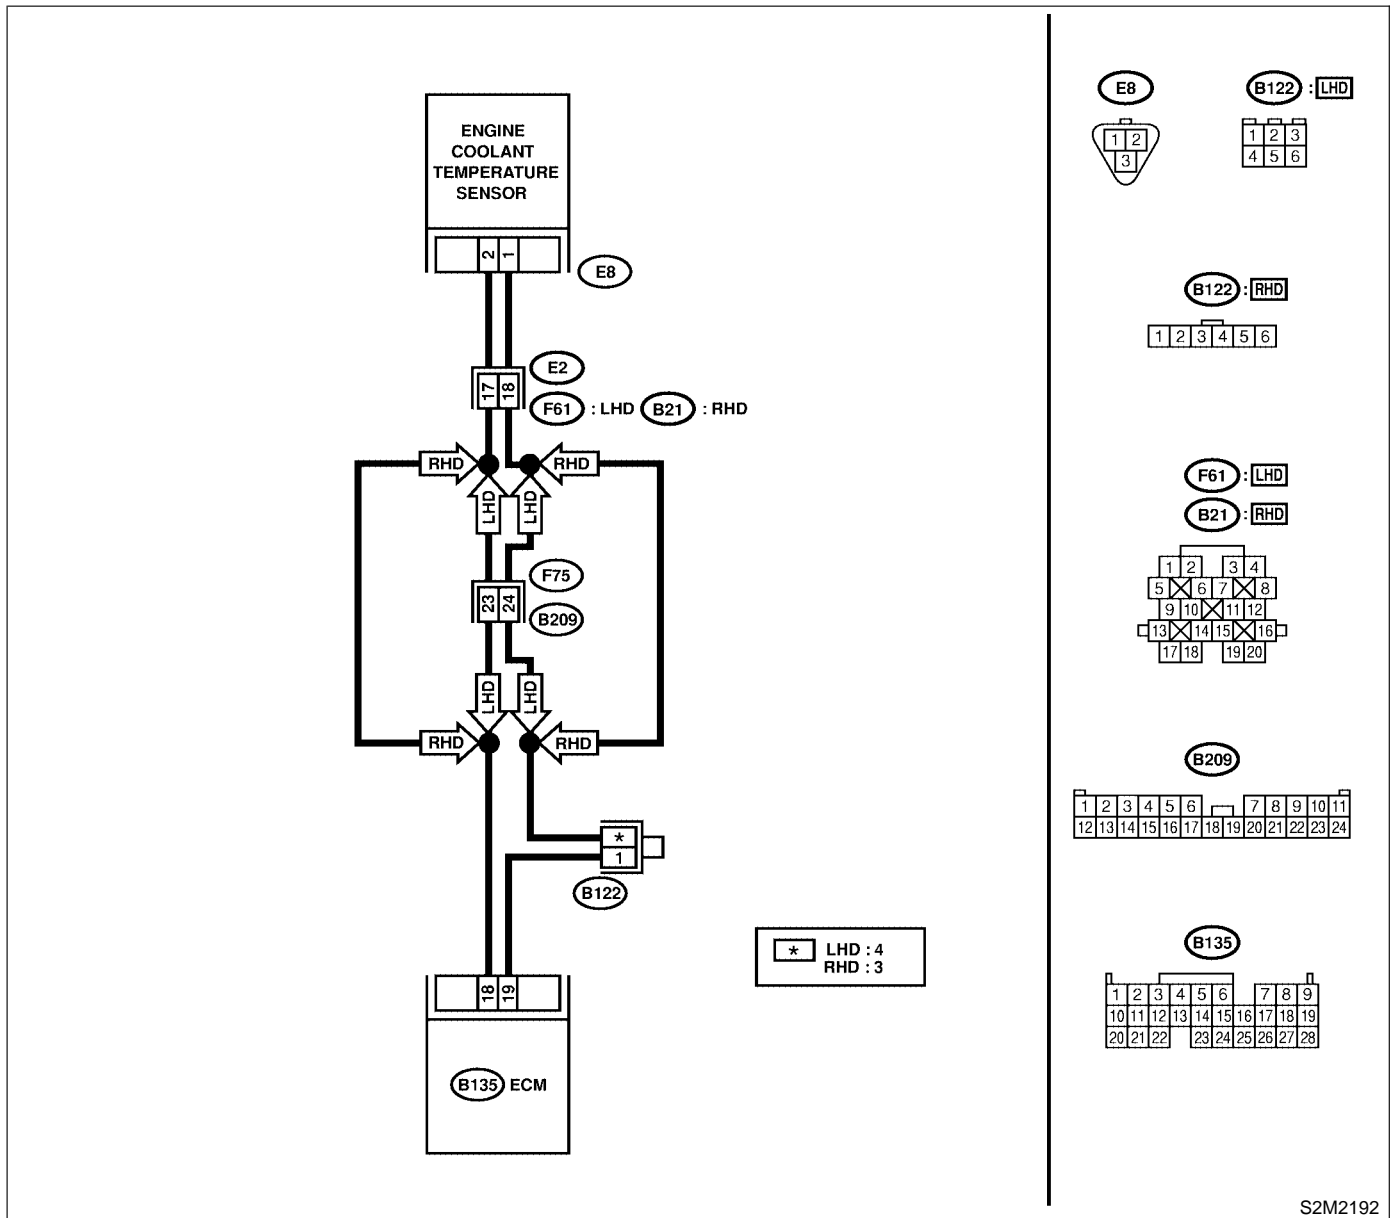 ENGINE
COOLANT
TEMPERATURE
SENSOR
2 1
E8
E2
17 18
F61 : LHD B21 : RHD
RHD RHD
LHD LHD
F75
23 24
B209
LHD LHD
RHD RHD
*
1
B122
* LHD : 4
RHD : 3
18 19
B135 ECM
E8
1 2
3
B122 : LHD
1 2 3
4 5 6
B122 : RHD
1 2 3 4 5 6
F61 : LHD
B21 : RHD
1 2 3 4
5 6 7 8
9 10 11 12
13 14 15 16
17 18 19 20
B209
1 2 3 4 5 6 7 8 9 10 11
12 13 14 15 16 17 18 19 20 21 22 23 24
B135
1 2 3 4 5 6 7 8 9
10 11 12 13 14 15 16 17 18 19
20 21 22 23 24 25 26 27 28
S2M2192